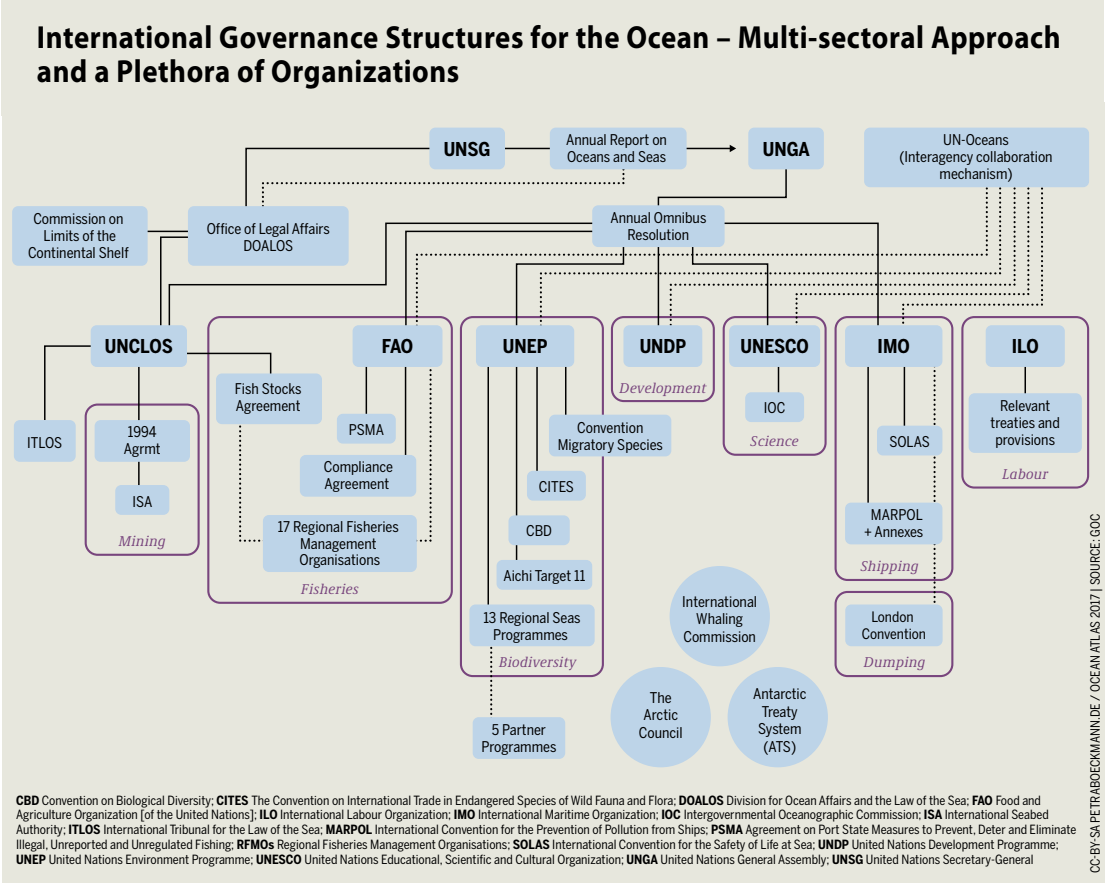 International Governance Structures for the Ocean – Multi-sectoral Approach
and a Plethora of Organizations
UNSG
Annual Report on
Oceans and Seas
UNGA
UN-Oceans
(Interagency collaboration
mechanism)
Commission on
Limits of the
Continental Shelf
Office of Legal Affairs
DOALOS
Annual Omnibus
Resolution
UNCLOS
FAO
UNEP
UNDP
UNESCO
IMO
ILO
ITLOS
1994
Agrmt
ISA
Mining
Fish Stocks
Agreement
PSMA
Compliance
Agreement
17 Regional Fisheries
Management
Organisations
Fisheries
Convention
Migratory Species
CITES
CBD
Aichi Target 11
13 Regional Seas
Programmes
Biodiversity
5 Partner
Programmes
Development
IOC
Science
SOLAS
MARPOL
+ Annexes
Shipping
London
Convention
Dumping
Relevant
treaties and
provisions
Labour
International
Whaling
Commission
The
Arctic
Council
Antarctic
Treaty
System
(ATS)
CBD Convention on Biological Diversity; CITES The Convention on International Trade in Endangered Species of Wild Fauna and Flora; DOALOS Division for Ocean Affairs and the Law of the Sea; FAO Food and
Agriculture Organization [of the United Nations]; ILO International Labour Organization; IMO International Maritime Organization; IOC Intergovernmental Oceanographic Commission; ISA International Seabed
Authority; ITLOS International Tribunal for the Law of the Sea; MARPOL International Convention for the Prevention of Pollution from Ships; PSMA Agreement on Port State Measures to Prevent, Deter and Eliminate
Illegal, Unreported and Unregulated Fishing; RFMOs Regional Fisheries Management Organisations; SOLAS International Convention for the Safety of Life at Sea; UNDP United Nations Development Programme;
UNEP United Nations Environment Programme; UNESCO United Nations Educational, Scientific and Cultural Organization; UNGA United Nations General Assembly; UNSG United Nations Secretary-General
CC-BY-SA PETRABOECKMANN.DE / OCEAN ATLAS 2017 | SOURCE: GOC